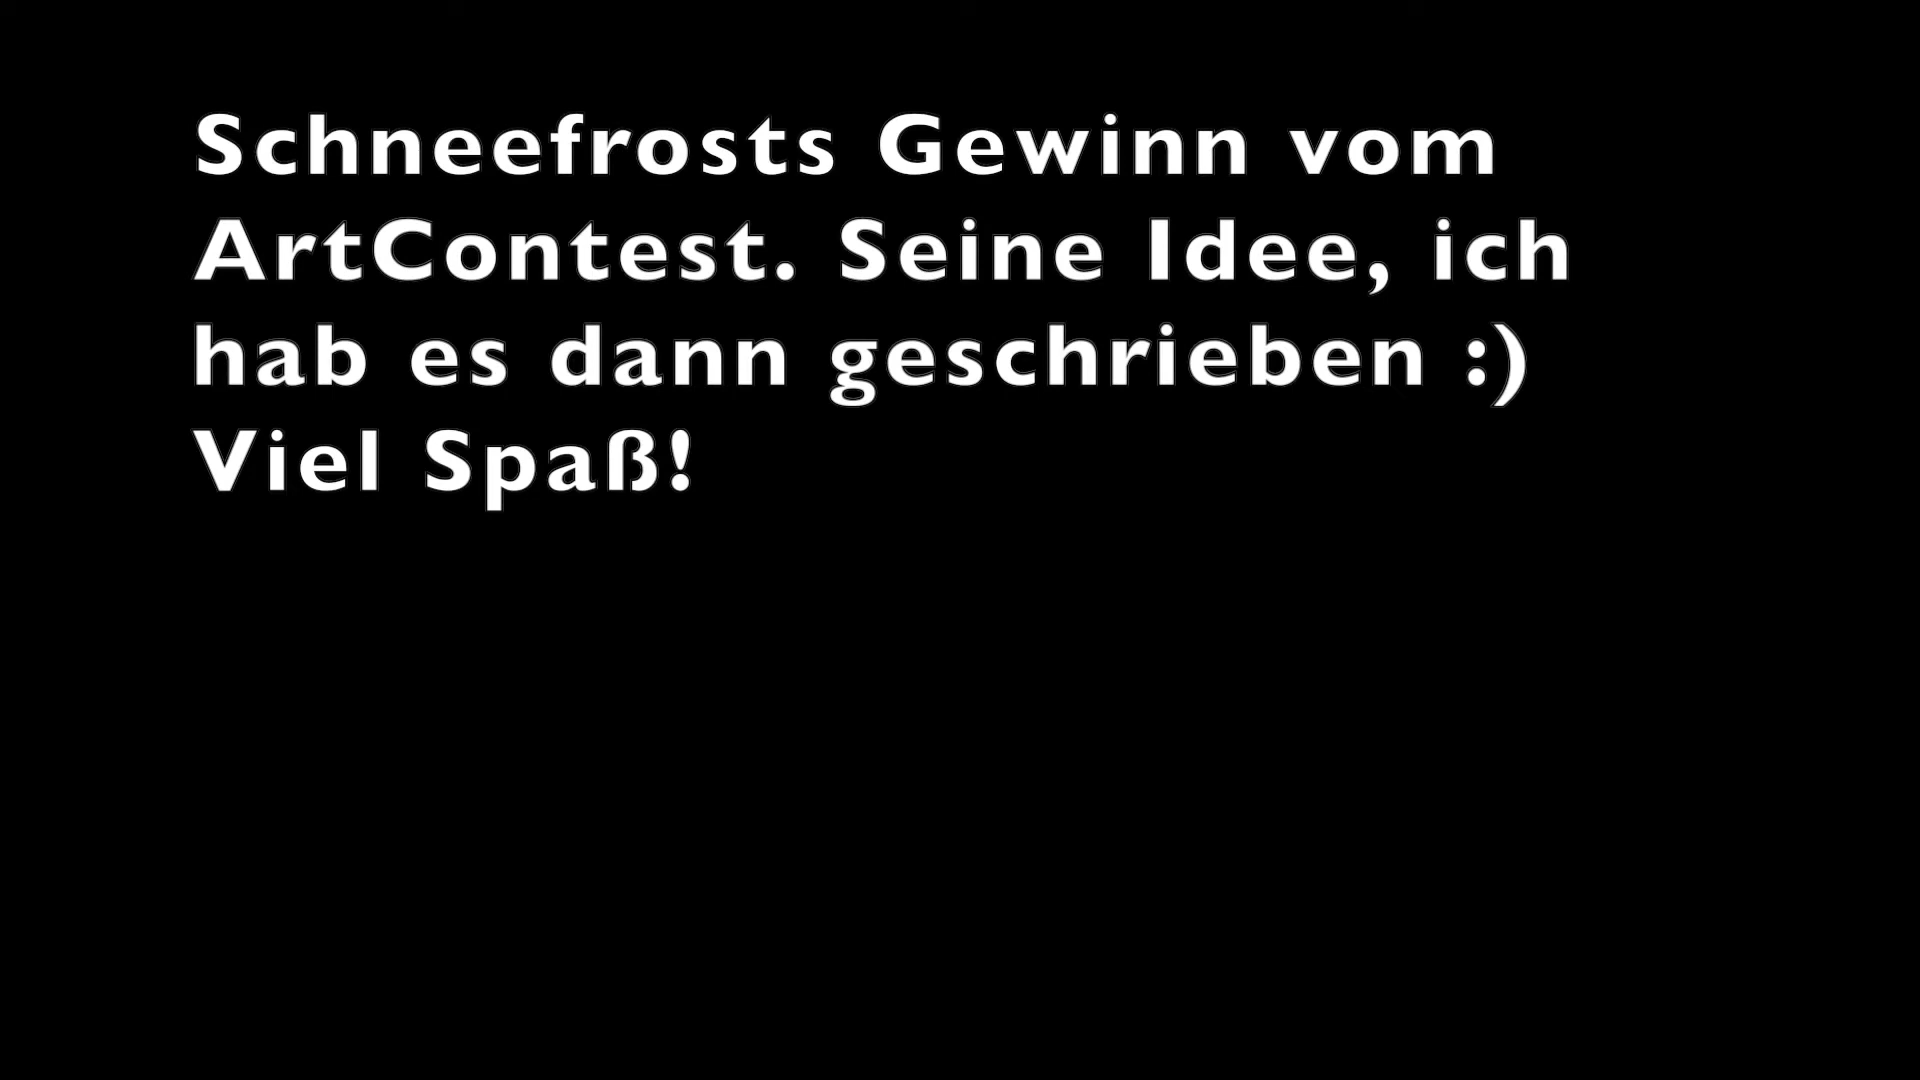 Schneefrosts Gewinn vom
ArtContest. Seine Idee, ich
hab es dann geschrieben :)
Viel Spaß!